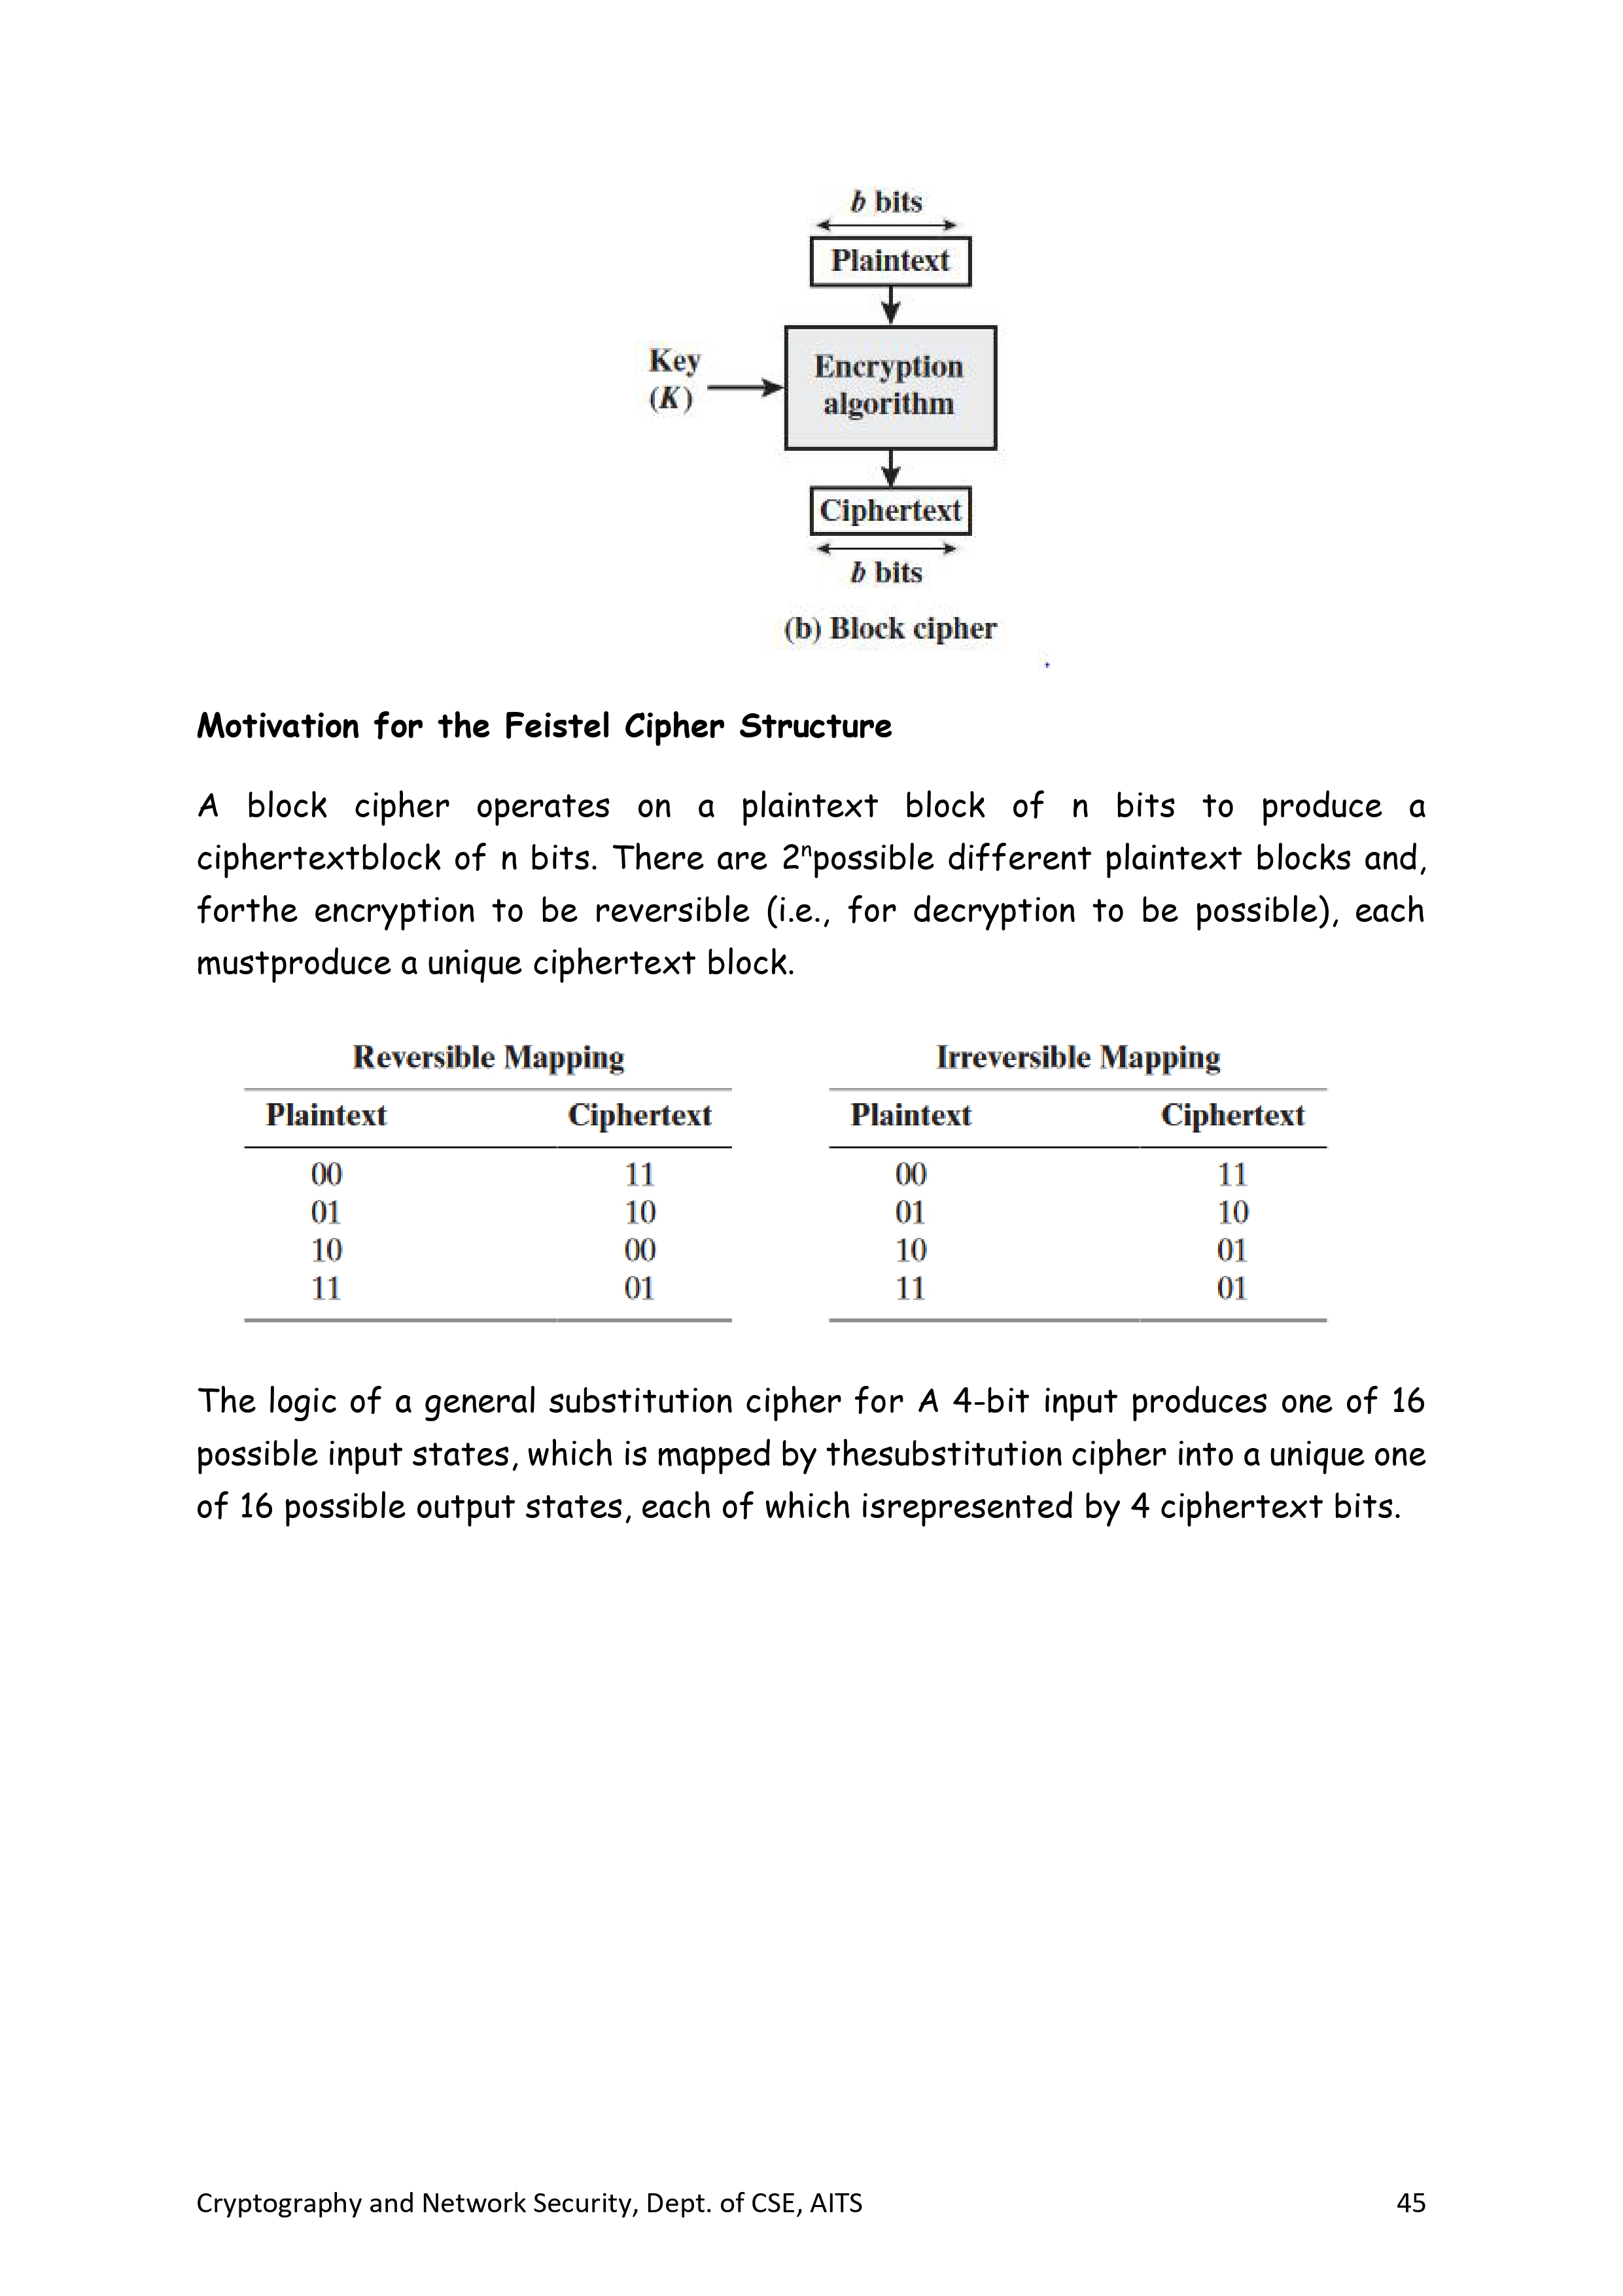 b bits
Plaintext
Key
(K)
Encryption
algorithm
Ciphertext
b bits
(b) Block cipher
Motivation for the Feistel Cipher Structure
A block cipher operates on a plaintext block of n bits to produce a
ciphertextblock of n bits. There are 2ⁿpossible different plaintext blocks and,
forthe encryption to be reversible (i.e., for decryption to be possible), each
mustproduce a unique ciphertext block.
Reversible Mapping Irreversible Mapping
Plaintext Ciphertext Plaintext Ciphertext
00 11 00 11
01 10 01 10
10 00 10 01
11 01 11 01
The logic of a general substitution cipher for A 4-bit input produces one of 16
possible input states, which is mapped by thesubstitution cipher into a unique one
of 16 possible output states, each of which isrepresented by 4 ciphertext bits.
Cryptography and Network Security, Dept. of CSE, AITS 45